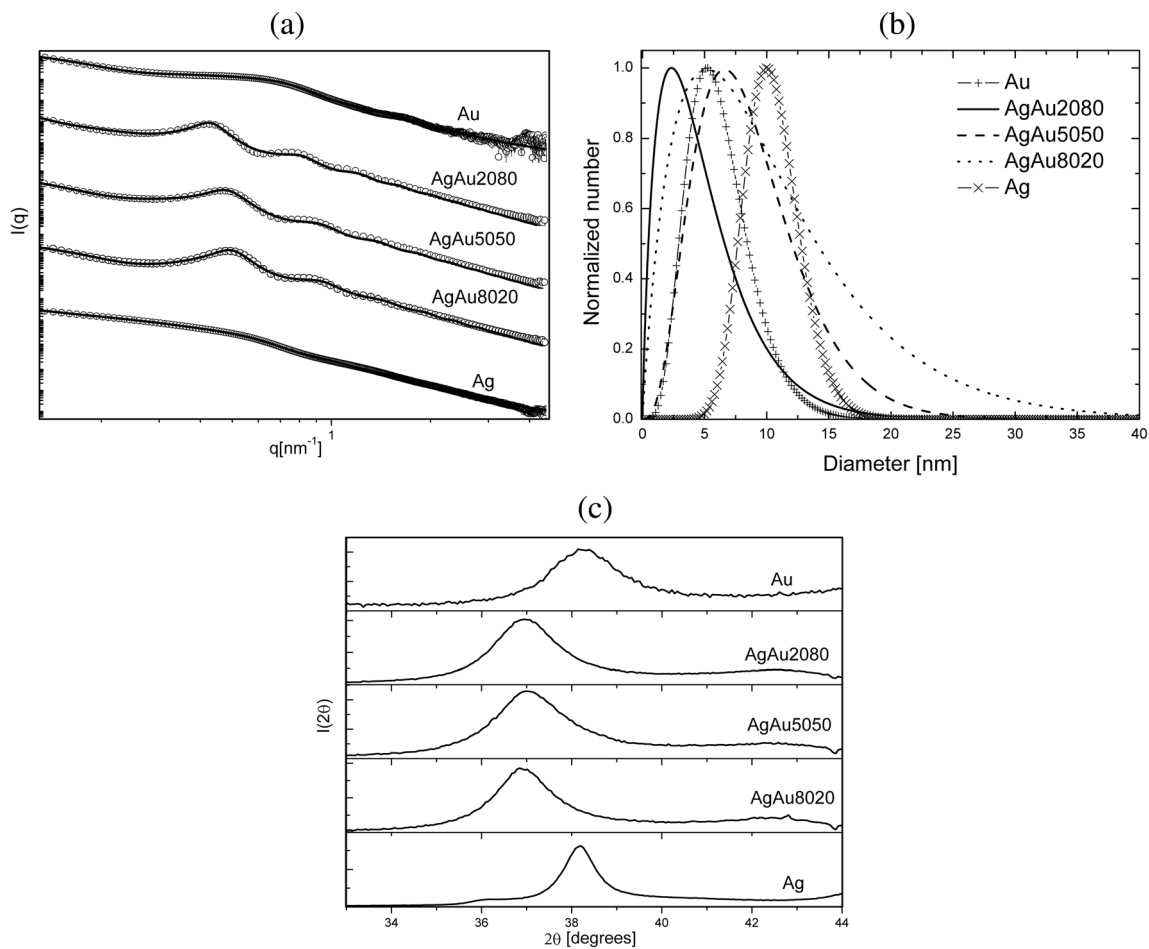 (a)
I(q)
Au
AgAu2080
AgAu5050
AgAu8020
Ag
1
q[nm⁻¹]
(b)
Normalized number
1.0
0.8
0.6
0.4
0.2
0.0
0 5 10 15 20 25 30 35 40
Diameter [nm]
Au
AgAu2080
AgAu5050
AgAu8020
Ag
(c)
I(2θ)
Au
AgAu2080
AgAu5050
AgAu8020
Ag
34 36 38 40 42 44
2θ [degrees]